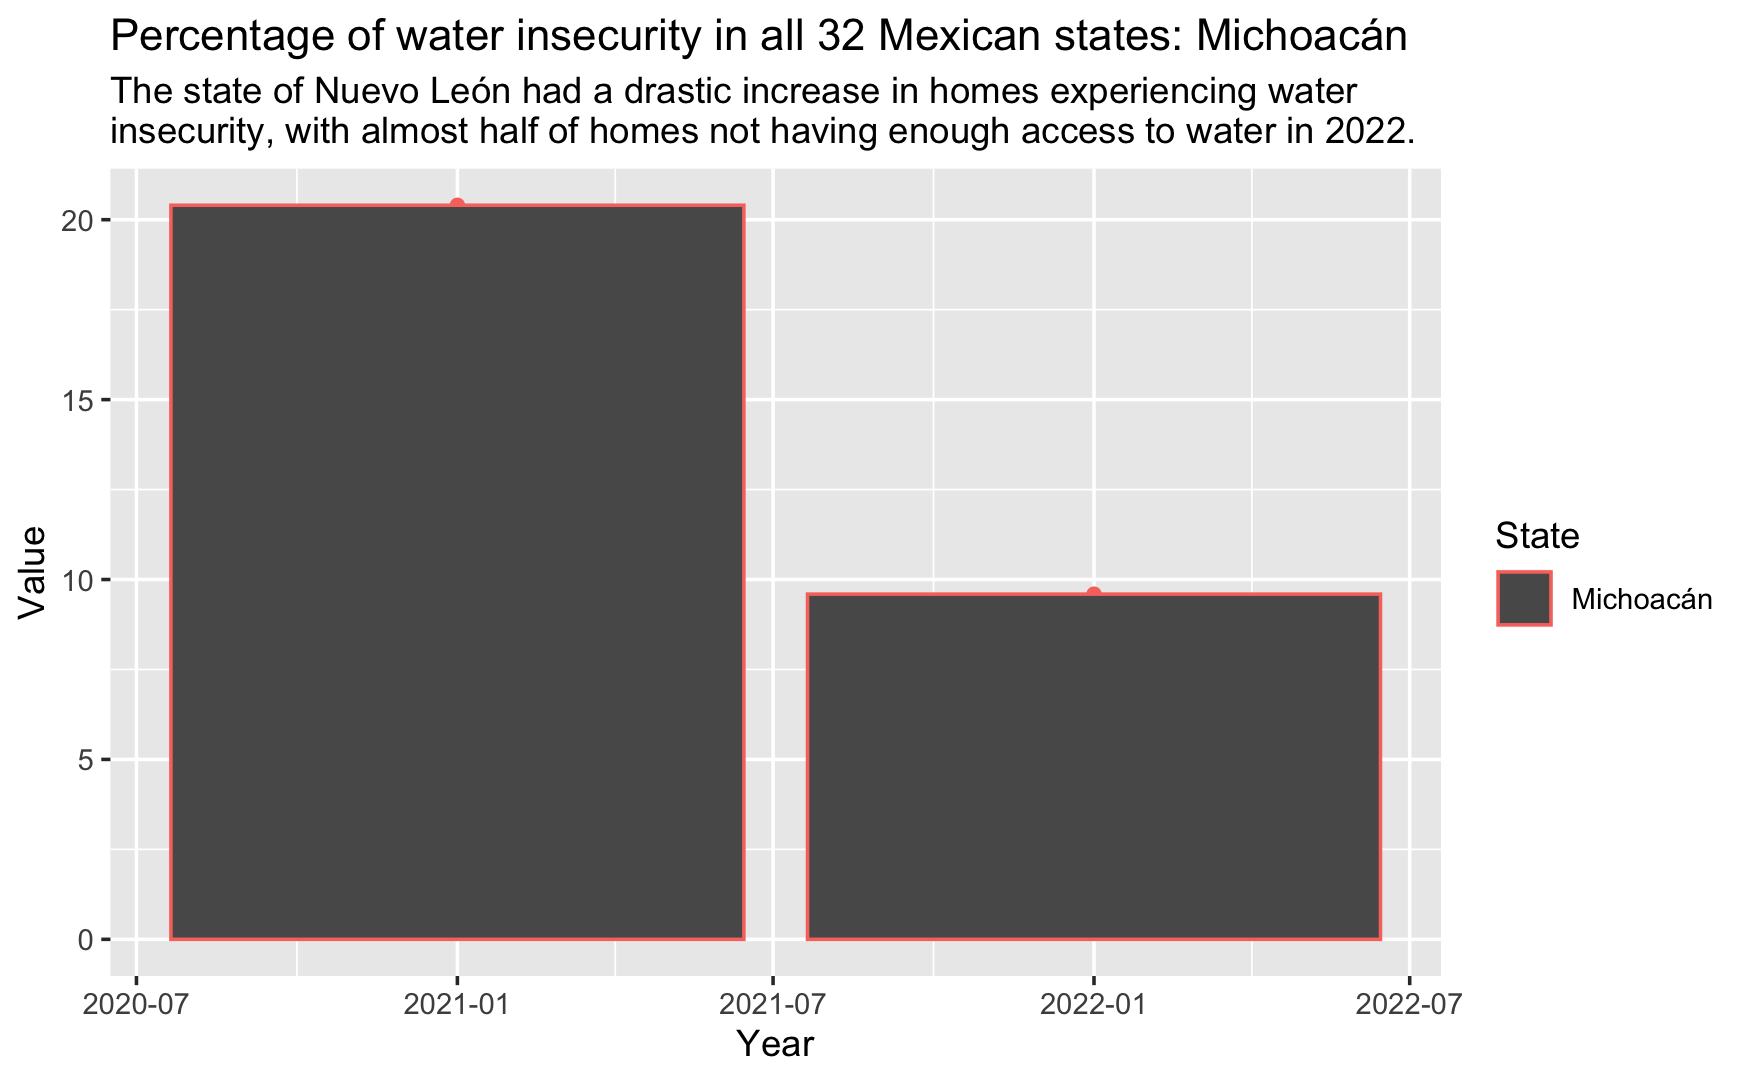 Percentage of water insecurity in all 32 Mexican states: Michoacán
The state of Nuevo León had a drastic increase in homes experiencing water
insecurity, with almost half of homes not having enough access to water in 2022.
Value
20
15
10
5
0
2020-07
2021-01
2021-07
2022-01
2022-07
Year
State
Michoacán